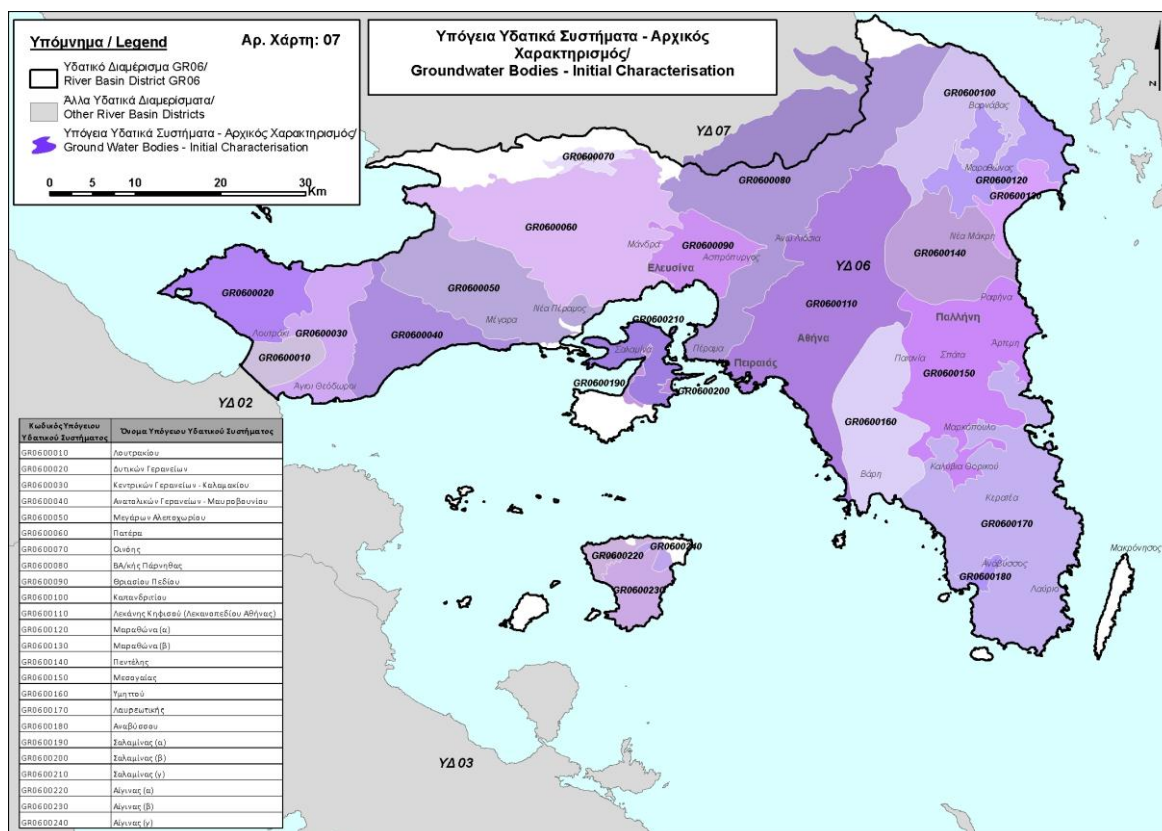 Υπόμνημα / Legend
Αρ. Χάρτη: 07
Υδατικό Διαμέρισμα GR06/
River Basin District GR06
Άλλα Υδατικά Διαμερίσματα/
Other River Basin Districts
Υπόγεια Υδατικά Συστήματα - Αρχικός Χαρακτηρισμός/
Ground Water Bodies - Initial Characterisation
0 5 10 20 30
Km
Υπόγεια Υδατικά Συστήματα - Αρχικός
Χαρακτηρισμός/
Groundwater Bodies - Initial Characterisation
N
ΥΔ 07
GR0600100
Βαρνάβας
GR0600070
GR0600080
Μαραθώνας
GR0600120
GR0600130
GR0600060
Μάνδρα
GR0600090
Ασπρόπυργος
Ελευσίνα
Άνω Λιόσια
ΥΔ 06
Νέα Μάκρη
GR0600140
GR0600020
GR0600050
Νέα Πέραμος
Μέγαρα
GR0600110
Ραφήνα
Παλλήνη
Λουτράκι
GR0600030
GR0600040
GR0600010
Άγιοι Θεόδωροι
GR0600210
Σαλαμίνα
Πέραμα
Πειραιάς
Αθήνα
Παιανία
Σπάτα
Άρτεμη
GR0600150
GR0600190
GR0600200
ΥΔ 02
GR0600160
Μαρκόπουλο
Βάρη
Καλύβια Θορικού
Κερατέα
GR0600170
GR0600220
GR0600240
GR0600230
Ανάβυσσος
GR0600180
Λαύριο
Μακρόνησος
ΥΔ 03
Κωδικός Υπόγειου
Υδατικού Συστήματος
Όνομα Υπόγειου Υδατικού Συστήματος
GR0600010 Λουτρακίου
GR0600020 Δυτικών Γερανείων
GR0600030 Κεντρικών Γερανείων - Καλαμακίου
GR0600040 Ανατολικών Γερανείων - Μαυροβουνίου
GR0600050 Μεγάρων Αλεποχωρίου
GR0600060 Πατέρα
GR0600070 Οινόης
GR0600080 ΒΑ/κής Πάρνηθας
GR0600090 Θριασίου Πεδίου
GR0600100 Καπανδριτίου
GR0600110 Λεκάνης Κηφισού (Λεκανοπεδίου Αθήνας)
GR0600120 Μαραθώνα (α)
GR0600130 Μαραθώνα (β)
GR0600140 Πεντέλης
GR0600150 Μεσογαίας
GR0600160 Υμηττού
GR0600170 Λαυρεωτικής
GR0600180 Αναβύσσου
GR0600190 Σαλαμίνας (α)
GR0600200 Σαλαμίνας (β)
GR0600210 Σαλαμίνας (γ)
GR0600220 Αίγινας (α)
GR0600230 Αίγινας (β)
GR0600240 Αίγινας (γ)